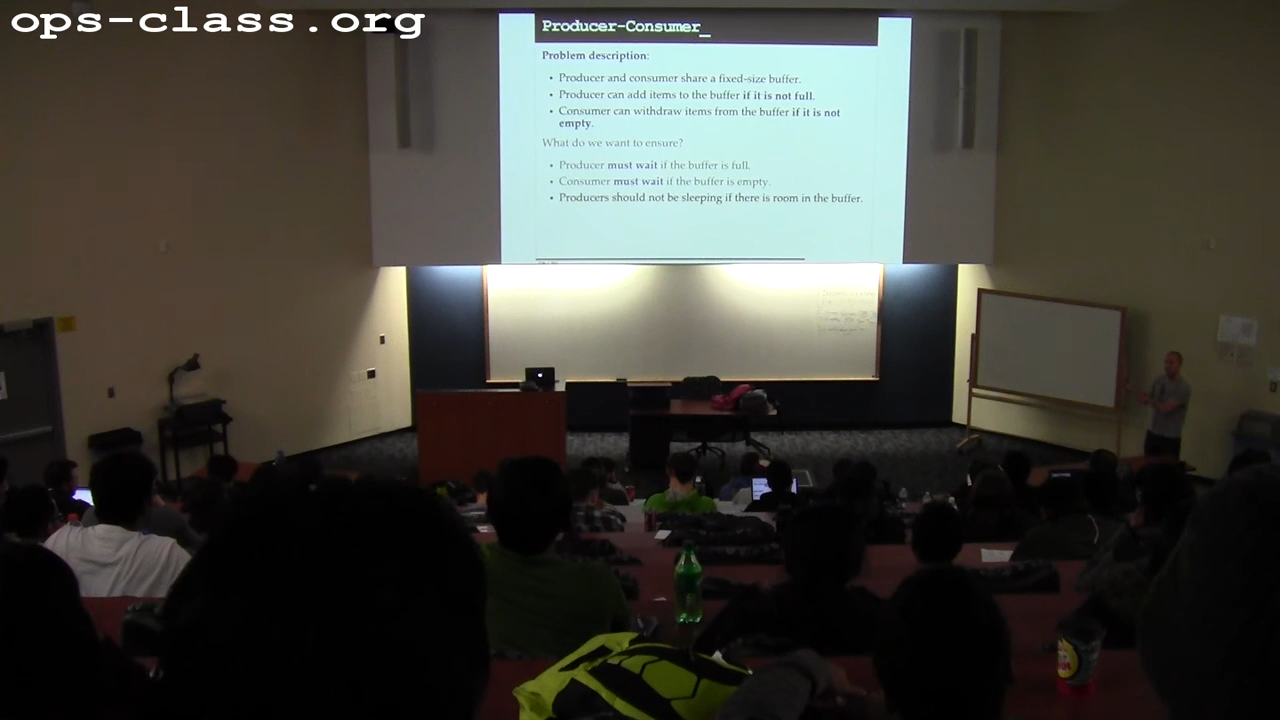 ops-class.org
Producer-Consumer_
Problem description:
• Producer and consumer share a fixed-size buffer.
• Producer can add items to the buffer if it is not full.
• Consumer can withdraw items from the buffer if it is not
empty.
What do we want to ensure?
• Producer must wait if the buffer is full.
• Consumer must wait if the buffer is empty.
• Producers should not be sleeping if there is room in the buffer.